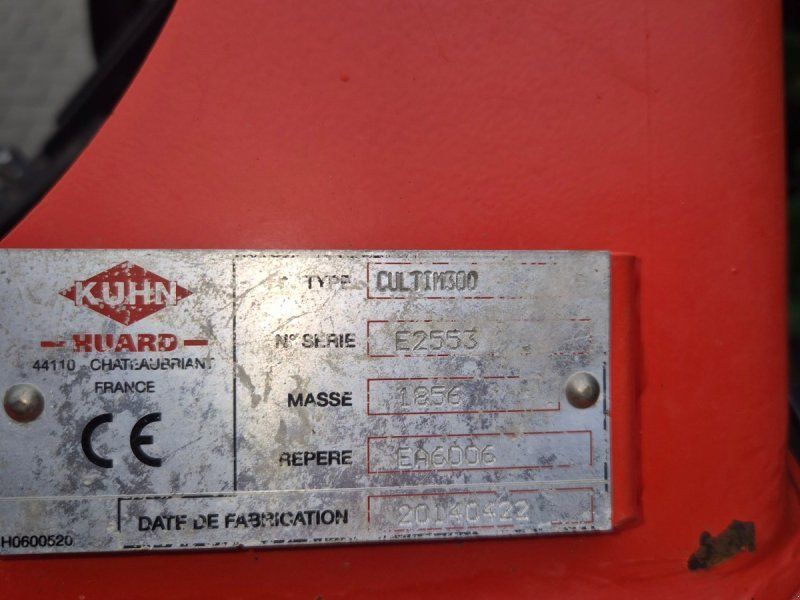 KUHN
HUARD
44110 - CHATEAUBRIANT
FRANCE
CE
TYPE CULTIM300
N° SERIE E2553
MASSE 1856
REPERE EA6006
DATE DE FABRICATION 20140422
H0600520